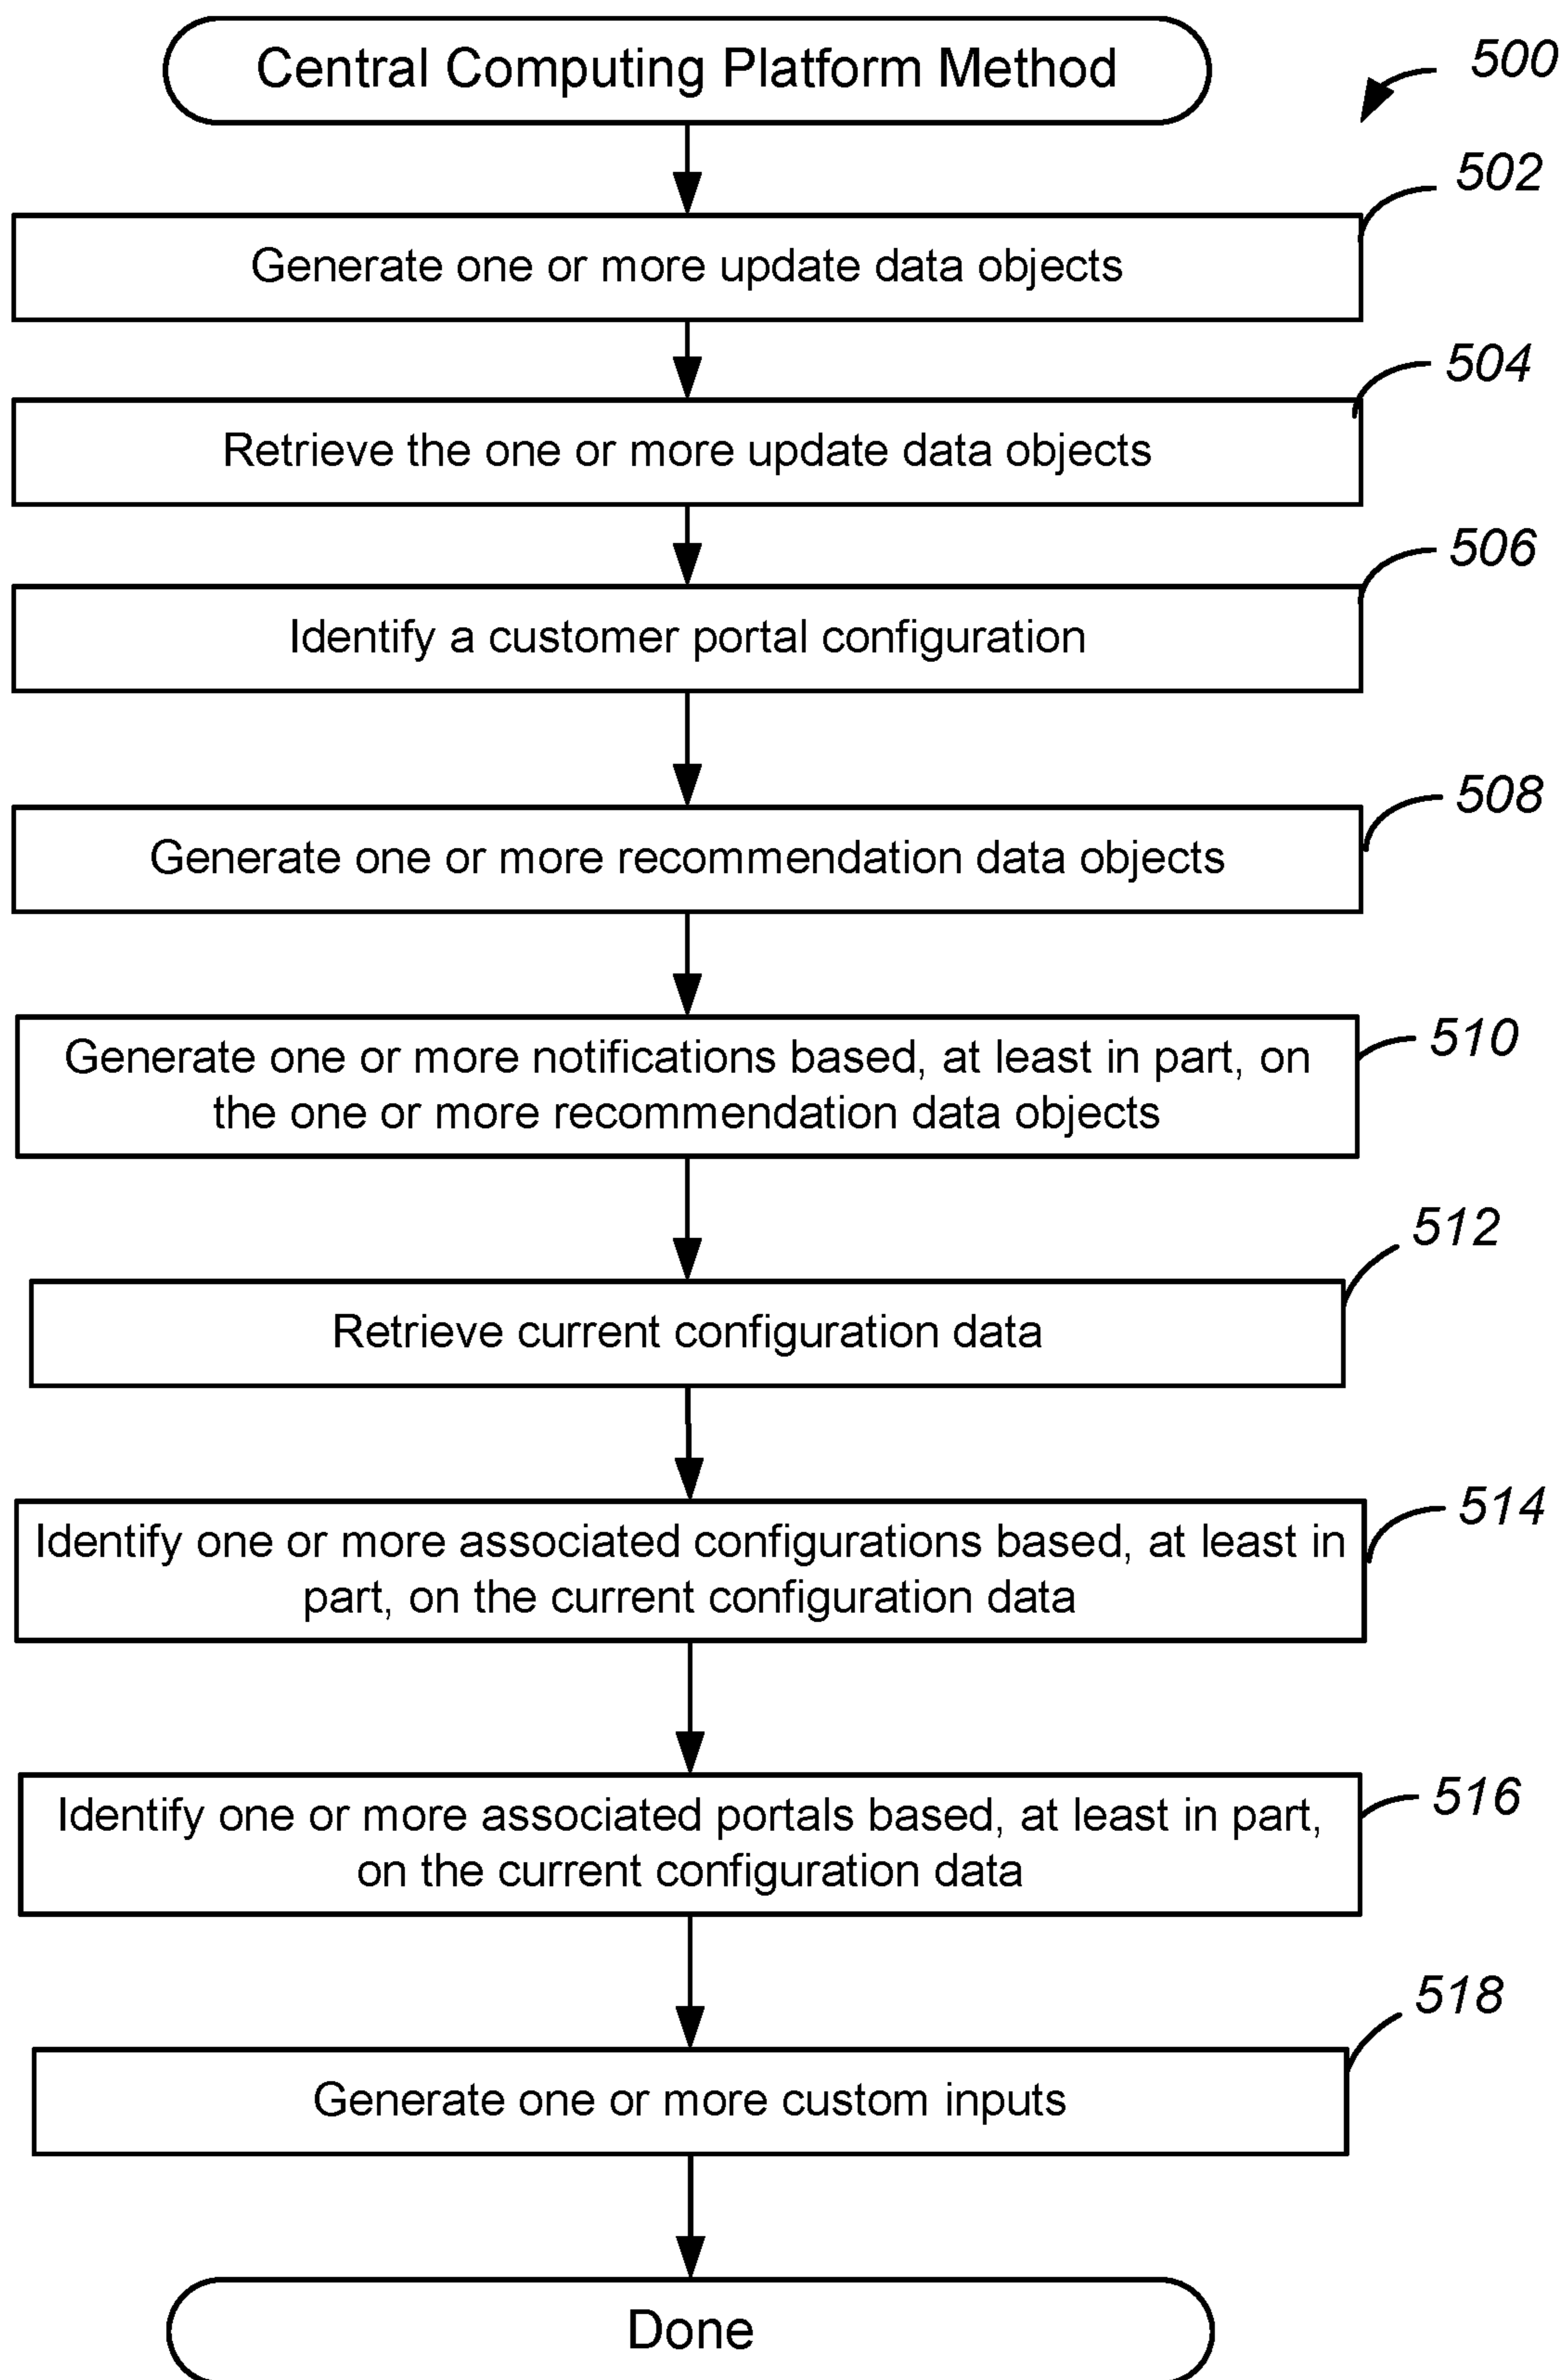 Central Computing Platform Method
500
502
Generate one or more update data objects
504
Retrieve the one or more update data objects
506
Identify a customer portal configuration
508
Generate one or more recommendation data objects
510
Generate one or more notifications based, at least in part, on
the one or more recommendation data objects
512
Retrieve current configuration data
514
Identify one or more associated configurations based, at least in
part, on the current configuration data
516
Identify one or more associated portals based, at least in part,
on the current configuration data
518
Generate one or more custom inputs
Done